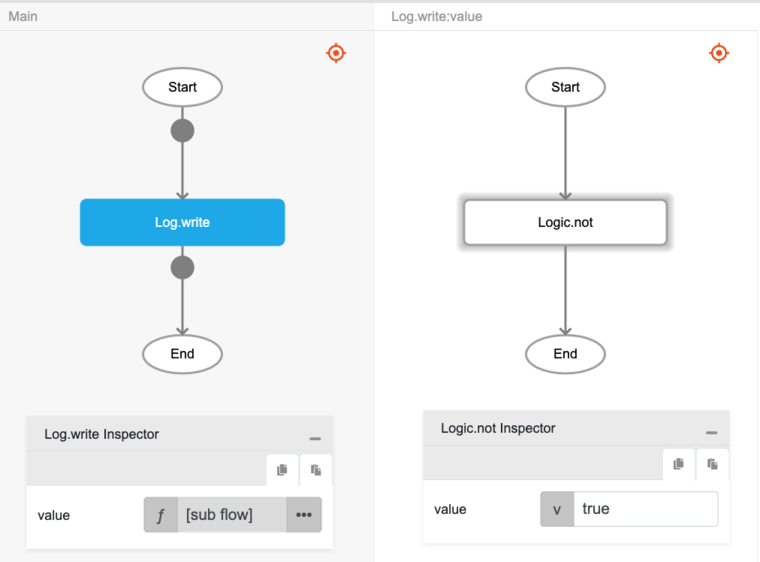 Main
Start
Log.write
End
Log.write Inspector
value
ƒ
[sub flow]
•••
Log.write:value
Start
Logic.not
End
Logic.not Inspector
value
v
true